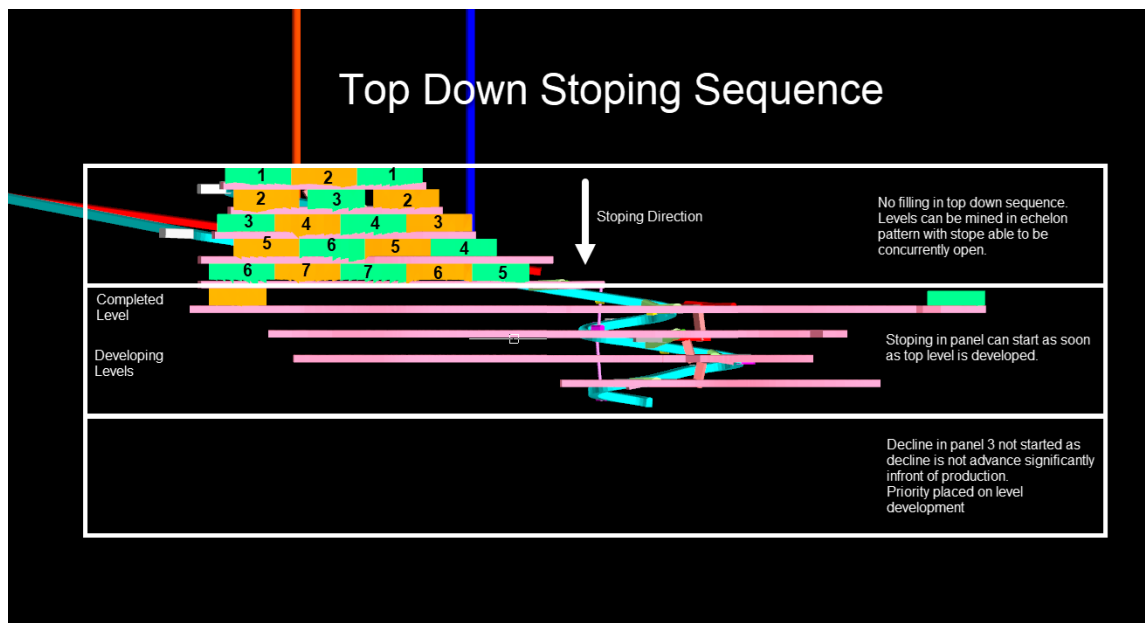 Top Down Stoping Sequence
1 2 1
2 3 2
3 4 4 3
5 6 5 4
6 7 7 6 5
Stoping Direction
No filling in top down sequence.
Levels can be mined in echelon
pattern with stope able to be
concurrently open.
Completed
Level
Developing
Levels
Stoping in panel can start as soon
as top level is developed.
Decline in panel 3 not started as
decline is not advance significantly
infront of production.
Priority placed on level
development